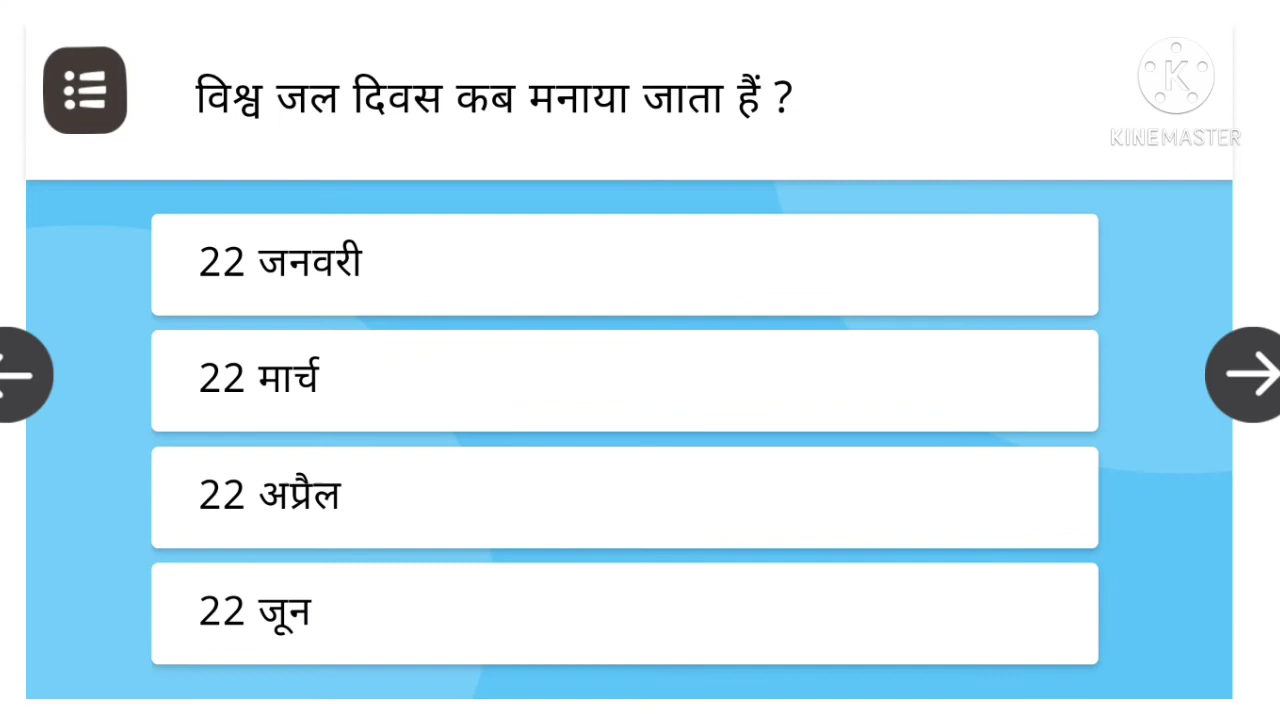 विश्व जल दिवस कब मनाया जाता हैं ?
KINEMASTER
22 जनवरी
22 मार्च
22 अप्रैल
22 जून